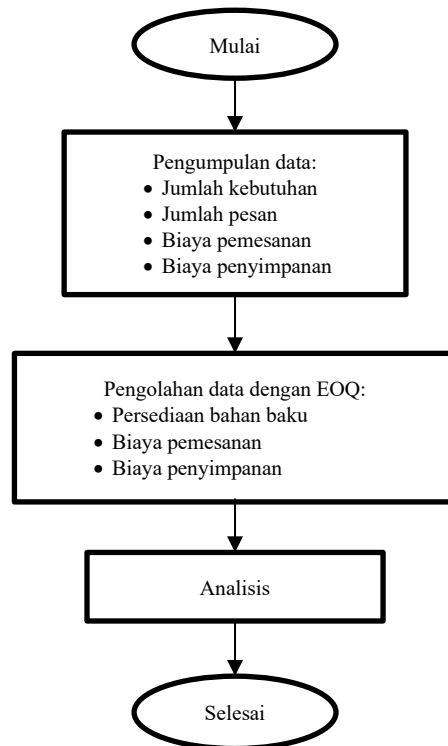 Mulai
Pengumpulan data:
• Jumlah kebutuhan
• Jumlah pesan
• Biaya pemesanan
• Biaya penyimpanan
Pengolahan data dengan EOQ:
• Persediaan bahan baku
• Biaya pemesanan
• Biaya penyimpanan
Analisis
Selesai